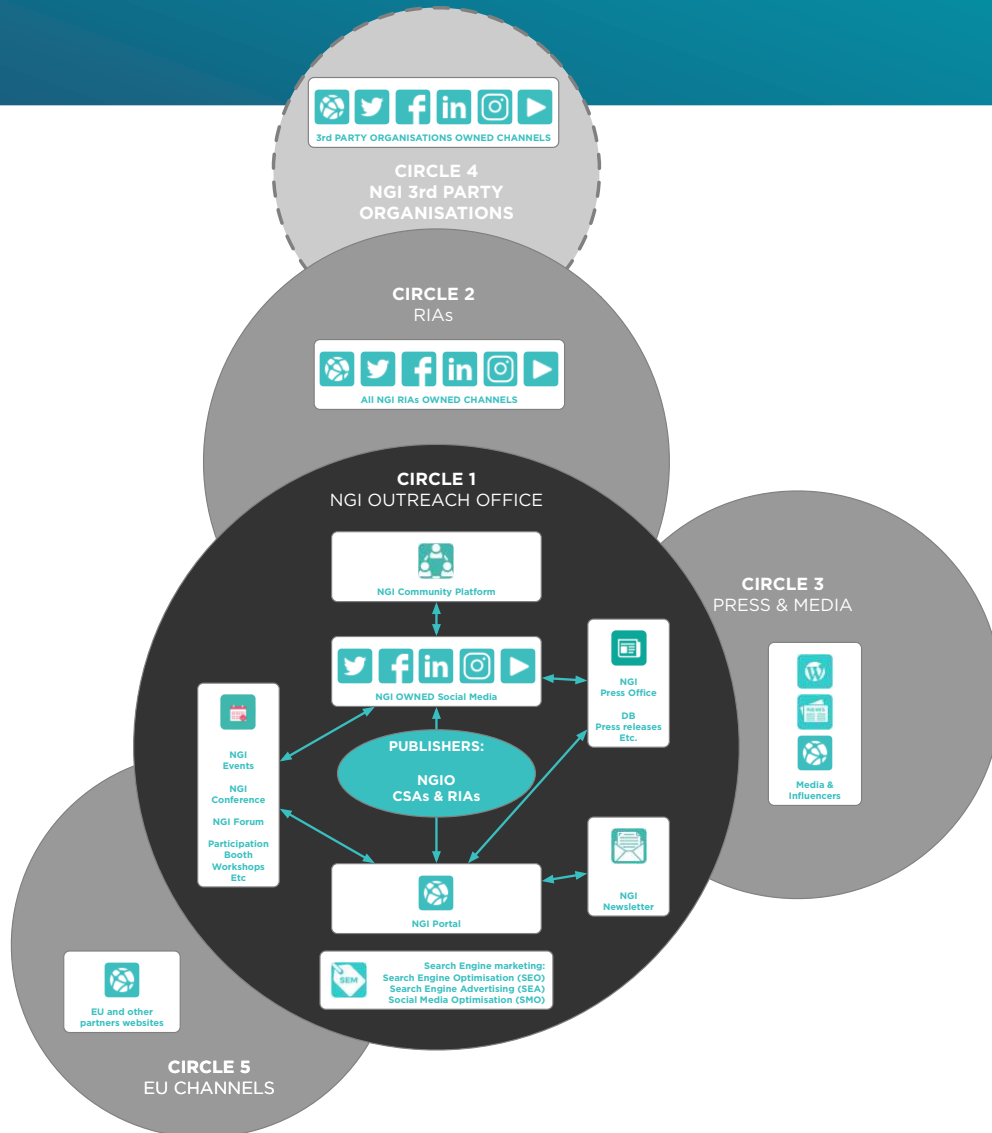 3rd PARTY ORGANISATIONS OWNED CHANNELS
CIRCLE 4
NGI 3rd PARTY
ORGANISATIONS
CIRCLE 2
RIAs
All NGI RIAs OWNED CHANNELS
CIRCLE 1
NGI OUTREACH OFFICE
NGI Community Platform
NGI OWNED Social Media
NGI
Press Office
DB
Press releases
Etc.
CIRCLE 3
PRESS & MEDIA
NEWS
Media &
Influencers
NGI
Events
NGI
Conference
NGI Forum
Participation
Booth
Workshops
Etc
PUBLISHERS:
NGIO
CSAs & RIAs
NGI Portal
NGI
Newsletter
SEM
Search Engine marketing:
Search Engine Optimisation (SEO)
Search Engine Advertising (SEA)
Social Media Optimisation (SMO)
EU and other
partners websites
CIRCLE 5
EU CHANNELS